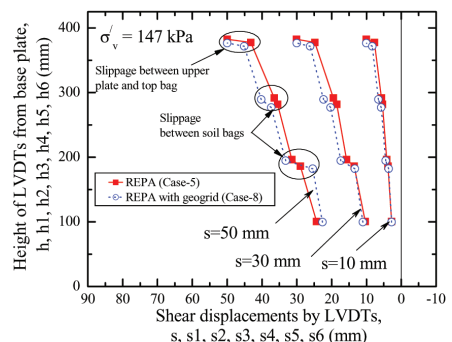 400
300
200
100
0
Height of LVDTs from base plate,
h, h1, h2, h3, h4, h5, h6 (mm)
σ′v = 147 kPa
Slippage between upper
plate and top bag
Slippage
between soil bags
REPA (Case-5)
REPA with geogrid (Case-8)
s=50 mm
s=30 mm
s=10 mm
90 80 70 60 50 40 30 20 10 0 -10
Shear displacements by LVDTs,
s, s1, s2, s3, s4, s5, s6 (mm)